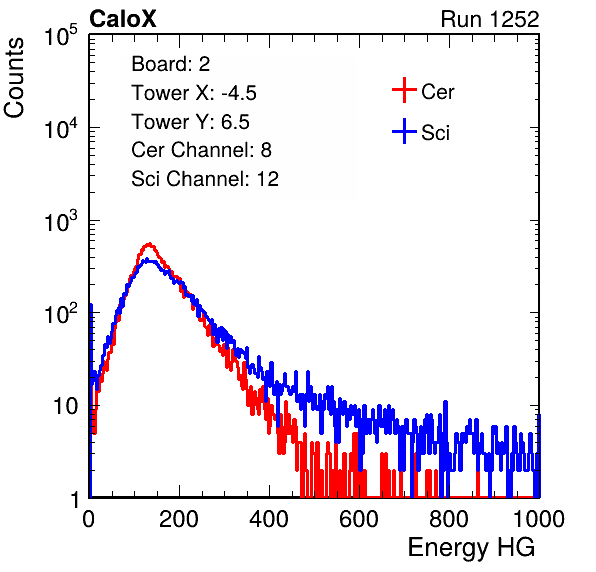 CaloX Run 1252
Board: 2
Tower X: -4.5
Tower Y: 6.5
Cer Channel: 8
Sci Channel: 12
Cer
Sci
Counts
10^5
10^4
10^3
10^2
10
1
0 200 400 600 800 1000
Energy HG